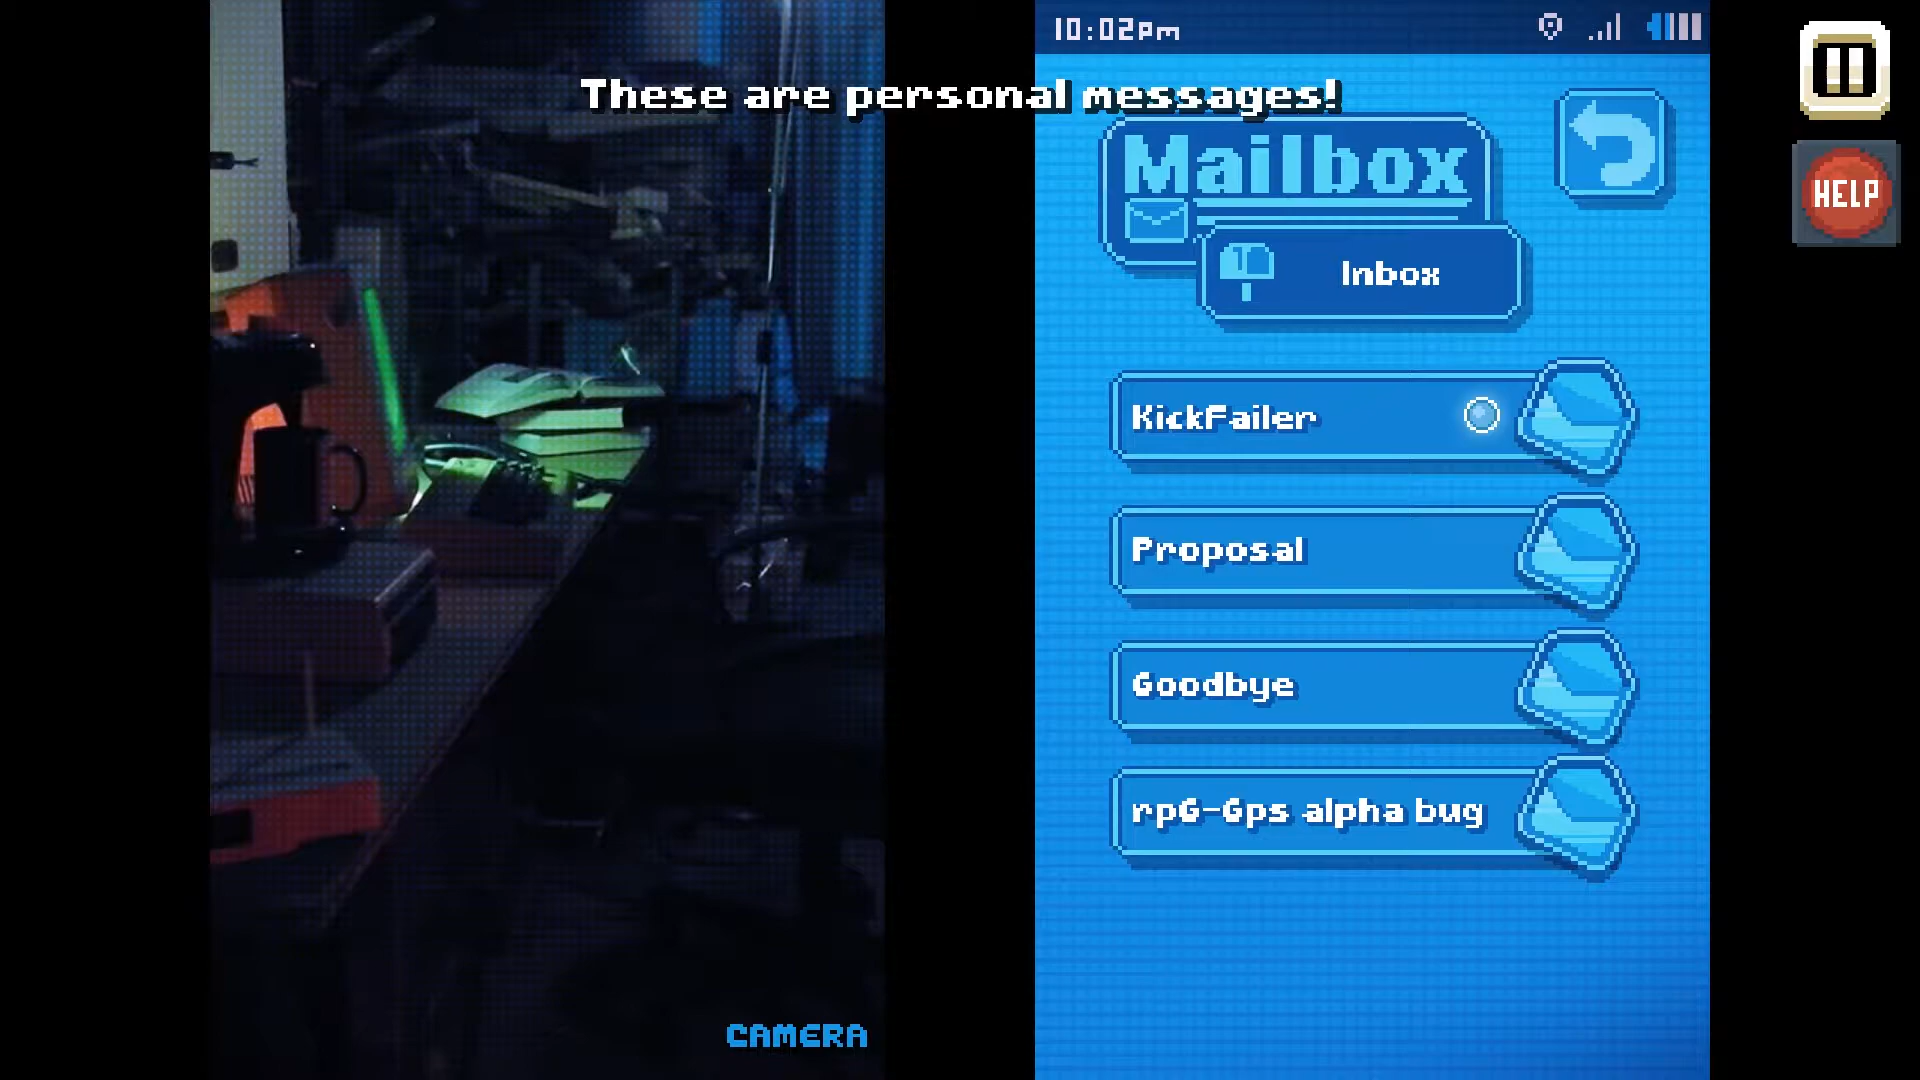 10:02pm
These are personal messages!
Mailbox
Inbox
KickFailer
Proposal
Goodbye
rpG-Gps alpha bug
CAMERA
HELP